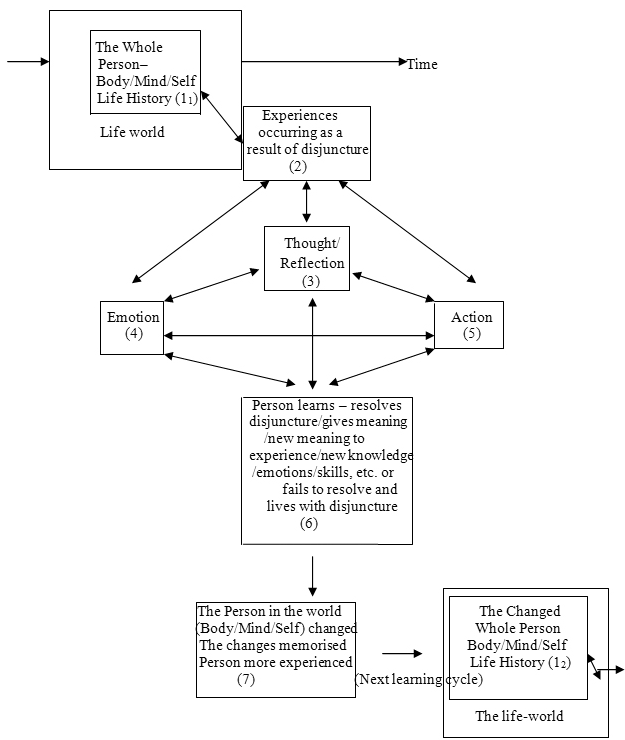 The Whole
Person–
Body/Mind/Self
Life History (1₁)
Life world
Time
Experiences
occurring as a
result of disjuncture
(2)
Thought/
Reflection
(3)
Emotion
(4)
Action
(5)
Person learns – resolves
disjuncture/gives meaning
/new meaning to
experience/new knowledge
/emotions/skills, etc. or
fails to resolve and
lives with disjuncture
(6)
The Person in the world
(Body/Mind/Self) changed
The changes memorised
Person more experienced
(7)
(Next learning cycle)
The Changed
Whole Person
Body/Mind/Self
Life History (1₂)
The life-world